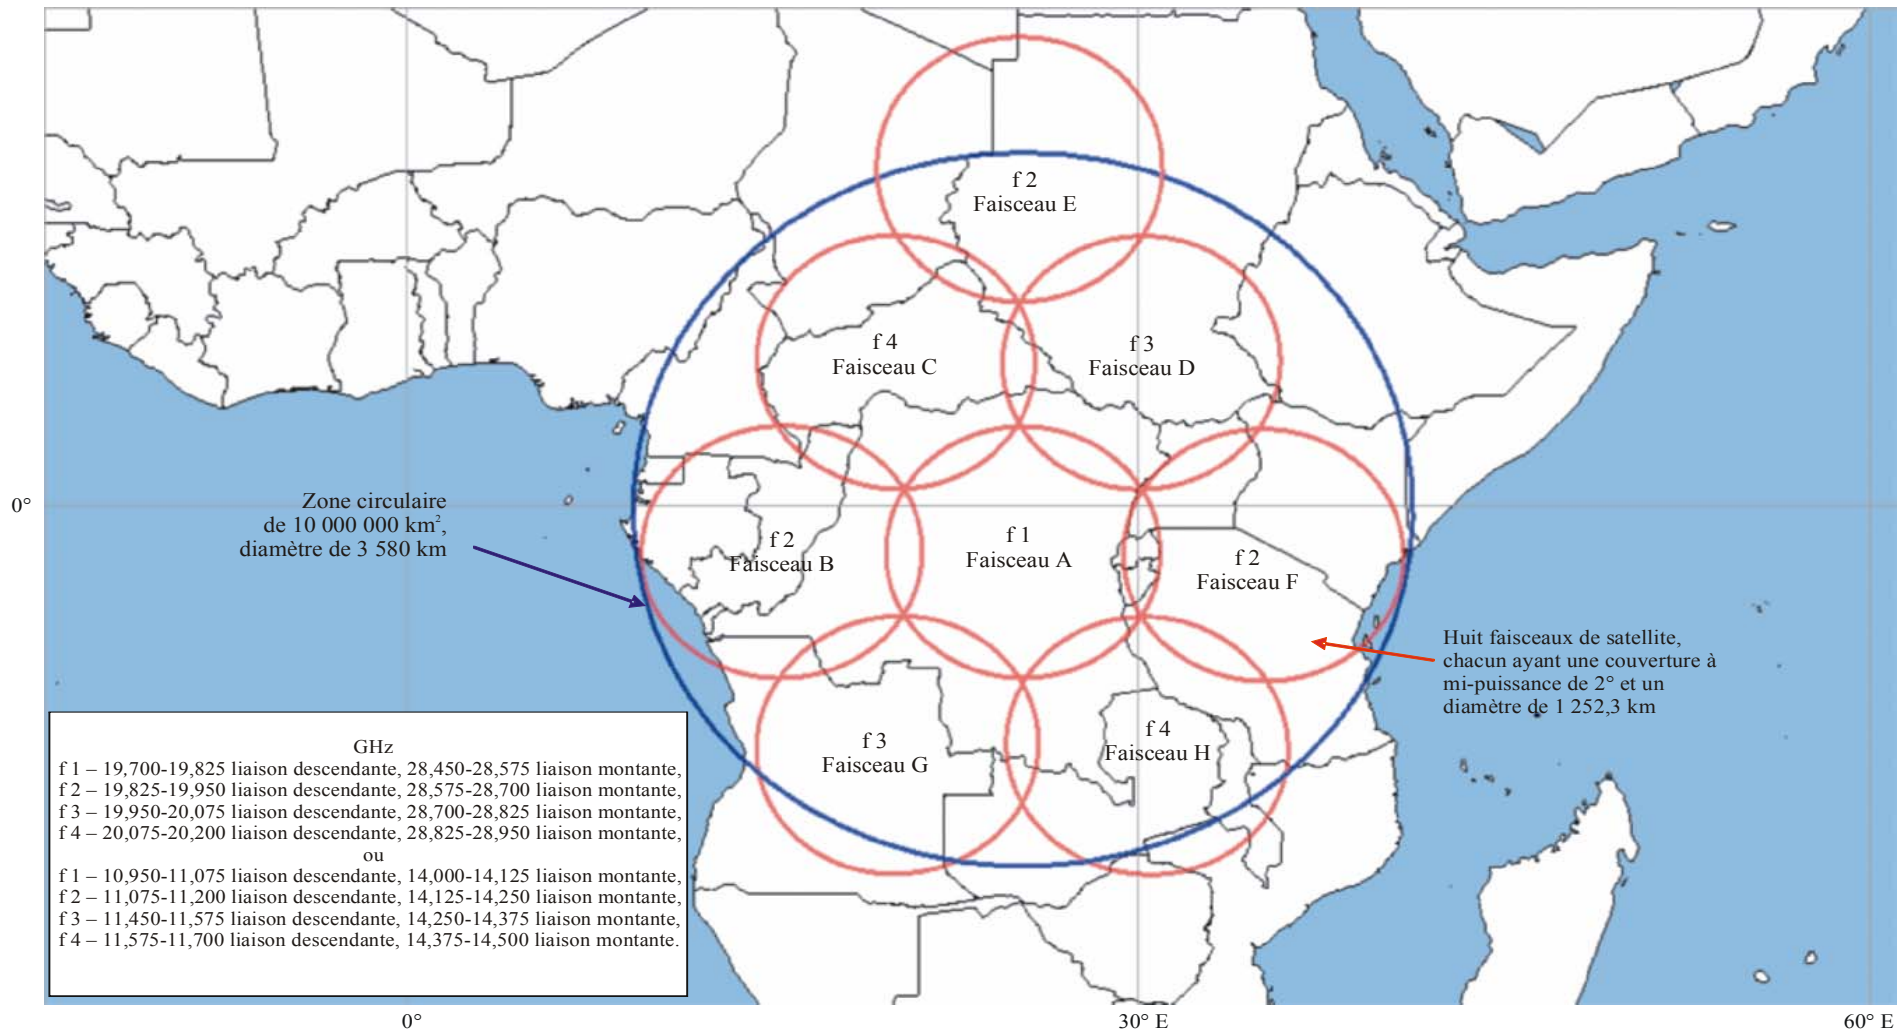 f 2
Faisceau E
f 4
Faisceau C
f 3
Faisceau D
0°
Zone circulaire
de 10 000 000 km²,
diamètre de 3 580 km
f 2
Faisceau B
f 1
Faisceau A
f 2
Faisceau F
Huit faisceaux de satellite,
chacun ayant une couverture à
mi-puissance de 2° et un
diamètre de 1 252,3 km
f 3
Faisceau G
f 4
Faisceau H
GHz
f 1 – 19,700-19,825 liaison descendante, 28,450-28,575 liaison montante,
f 2 – 19,825-19,950 liaison descendante, 28,575-28,700 liaison montante,
f 3 – 19,950-20,075 liaison descendante, 28,700-28,825 liaison montante,
f 4 – 20,075-20,200 liaison descendante, 28,825-28,950 liaison montante,
ou
f 1 – 10,950-11,075 liaison descendante, 14,000-14,125 liaison montante,
f 2 – 11,075-11,200 liaison descendante, 14,125-14,250 liaison montante,
f 3 – 11,450-11,575 liaison descendante, 14,250-14,375 liaison montante,
f 4 – 11,575-11,700 liaison descendante, 14,375-14,500 liaison montante.
0°
30° E
60° E